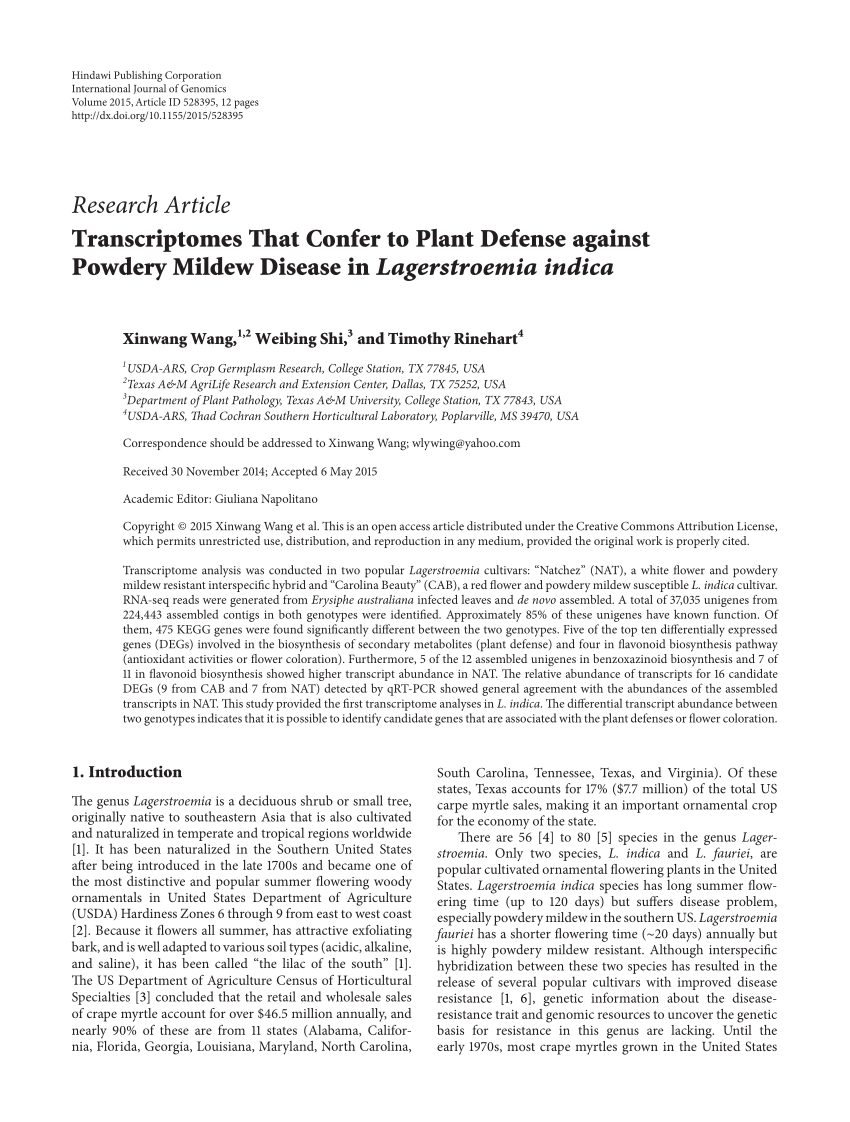 Hindawi Publishing Corporation
International Journal of Genomics
Volume 2015, Article ID 528395, 12 pages
http://dx.doi.org/10.1155/2015/528395
Research Article
Transcriptomes That Confer to Plant Defense against
Powdery Mildew Disease in Lagerstroemia indica
Xinwang Wang,1,2 Weibing Shi,3 and Timothy Rinehart4
1USDA-ARS, Crop Germplasm Research, College Station, TX 77845, USA
2Texas A&M AgriLife Research and Extension Center, Dallas, TX 75252, USA
3Department of Plant Pathology, Texas A&M University, College Station, TX 77843, USA
4USDA-ARS, Thad Cochran Southern Horticultural Laboratory, Poplarville, MS 39470, USA
Correspondence should be addressed to Xinwang Wang; wlywing@yahoo.com
Received 30 November 2014; Accepted 6 May 2015
Academic Editor: Giuliana Napolitano
Copyright © 2015 Xinwang Wang et al. This is an open access article distributed under the Creative Commons Attribution License,
which permits unrestricted use, distribution, and reproduction in any medium, provided the original work is properly cited.
Transcriptome analysis was conducted in two popular Lagerstroemia cultivars: “Natchez” (NAT), a white flower and powdery
mildew resistant interspecific hybrid and “Carolina Beauty” (CAB), a red flower and powdery mildew susceptible L. indica cultivar.
RNA-seq reads were generated from Erysiphe australiana infected leaves and de novo assembled. A total of 37,035 unigenes from
224,443 assembled contigs in both genotypes were identified. Approximately 85% of these unigenes have known function. Of
them, 475 KEGG genes were found significantly different between the two genotypes. Five of the top ten differentially expressed
genes (DEGs) involved in the biosynthesis of secondary metabolites (plant defense) and four in flavonoid biosynthesis pathway
(antioxidant activities or flower coloration). Furthermore, 5 of the 12 assembled unigenes in benzoxazinoid biosynthesis and 7 of
11 in flavonoid biosynthesis showed higher transcript abundance in NAT. The relative abundance of transcripts for 16 candidate
DEGs (9 from CAB and 7 from NAT) detected by qRT-PCR showed general agreement with the abundances of the assembled
transcripts in NAT. This study provided the first transcriptome analyses in L. indica. The differential transcript abundance between
two genotypes indicates that it is possible to identify candidate genes that are associated with the plant defenses or flower coloration.
1. Introduction
The genus Lagerstroemia is a deciduous shrub or small tree,
originally native to southeastern Asia that is also cultivated
and naturalized in temperate and tropical regions worldwide
[1]. It has been naturalized in the Southern United States
after being introduced in the late 1700s and became one of
the most distinctive and popular summer flowering woody
ornamentals in United States Department of Agriculture
(USDA) Hardiness Zones 6 through 9 from east to west coast
[2]. Because it flowers all summer, has attractive exfoliating
bark, and is well adapted to various soil types (acidic, alkaline,
and saline), it has been called “the lilac of the south” [1].
The US Department of Agriculture Census of Horticultural
Specialties [3] concluded that the retail and wholesale sales
of crape myrtle account for over $46.5 million annually, and
nearly 90% of these are from 11 states (Alabama, Califor-
nia, Florida, Georgia, Louisiana, Maryland, North Carolina,
South Carolina, Tennessee, Texas, and Virginia). Of these
states, Texas accounts for 17% ($7.7 million) of the total US
carpe myrtle sales, making it an important ornamental crop
for the economy of the state.
There are 56 [4] to 80 [5] species in the genus Lager-
stroemia. Only two species, L. indica and L. fauriei, are
popular cultivated ornamental flowering plants in the United
States. Lagerstroemia indica species has long summer flow-
ering time (up to 120 days) but suffers disease problem,
especially powdery mildew in the southern US. Lagerstroemia
fauriei has a shorter flowering time (~20 days) annually but
is highly powdery mildew resistant. Although interspecific
hybridization between these two species has resulted in the
release of several popular cultivars with improved disease
resistance [1, 6], genetic information about the disease-
resistance trait and genomic resources to uncover the genetic
basis for resistance in this genus are lacking. Until the
early 1970s, most crape myrtles grown in the United States